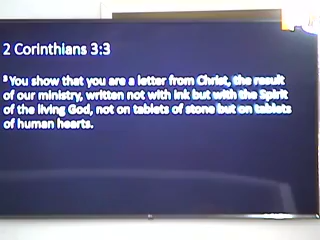 2 Corinthians 3:3
³ You show that you are a letter from Christ, the result
of our ministry, written not with ink but with the Spirit
of the living God, not on tablets of stone but on tablets
of human hearts.